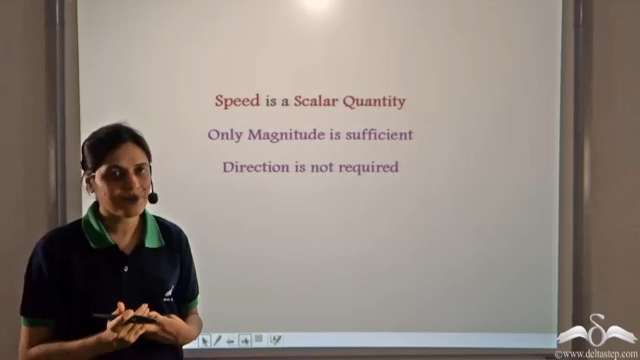 Speed is a Scalar Quantity
Only Magnitude is sufficient
Direction is not required
©www.deltastep.com